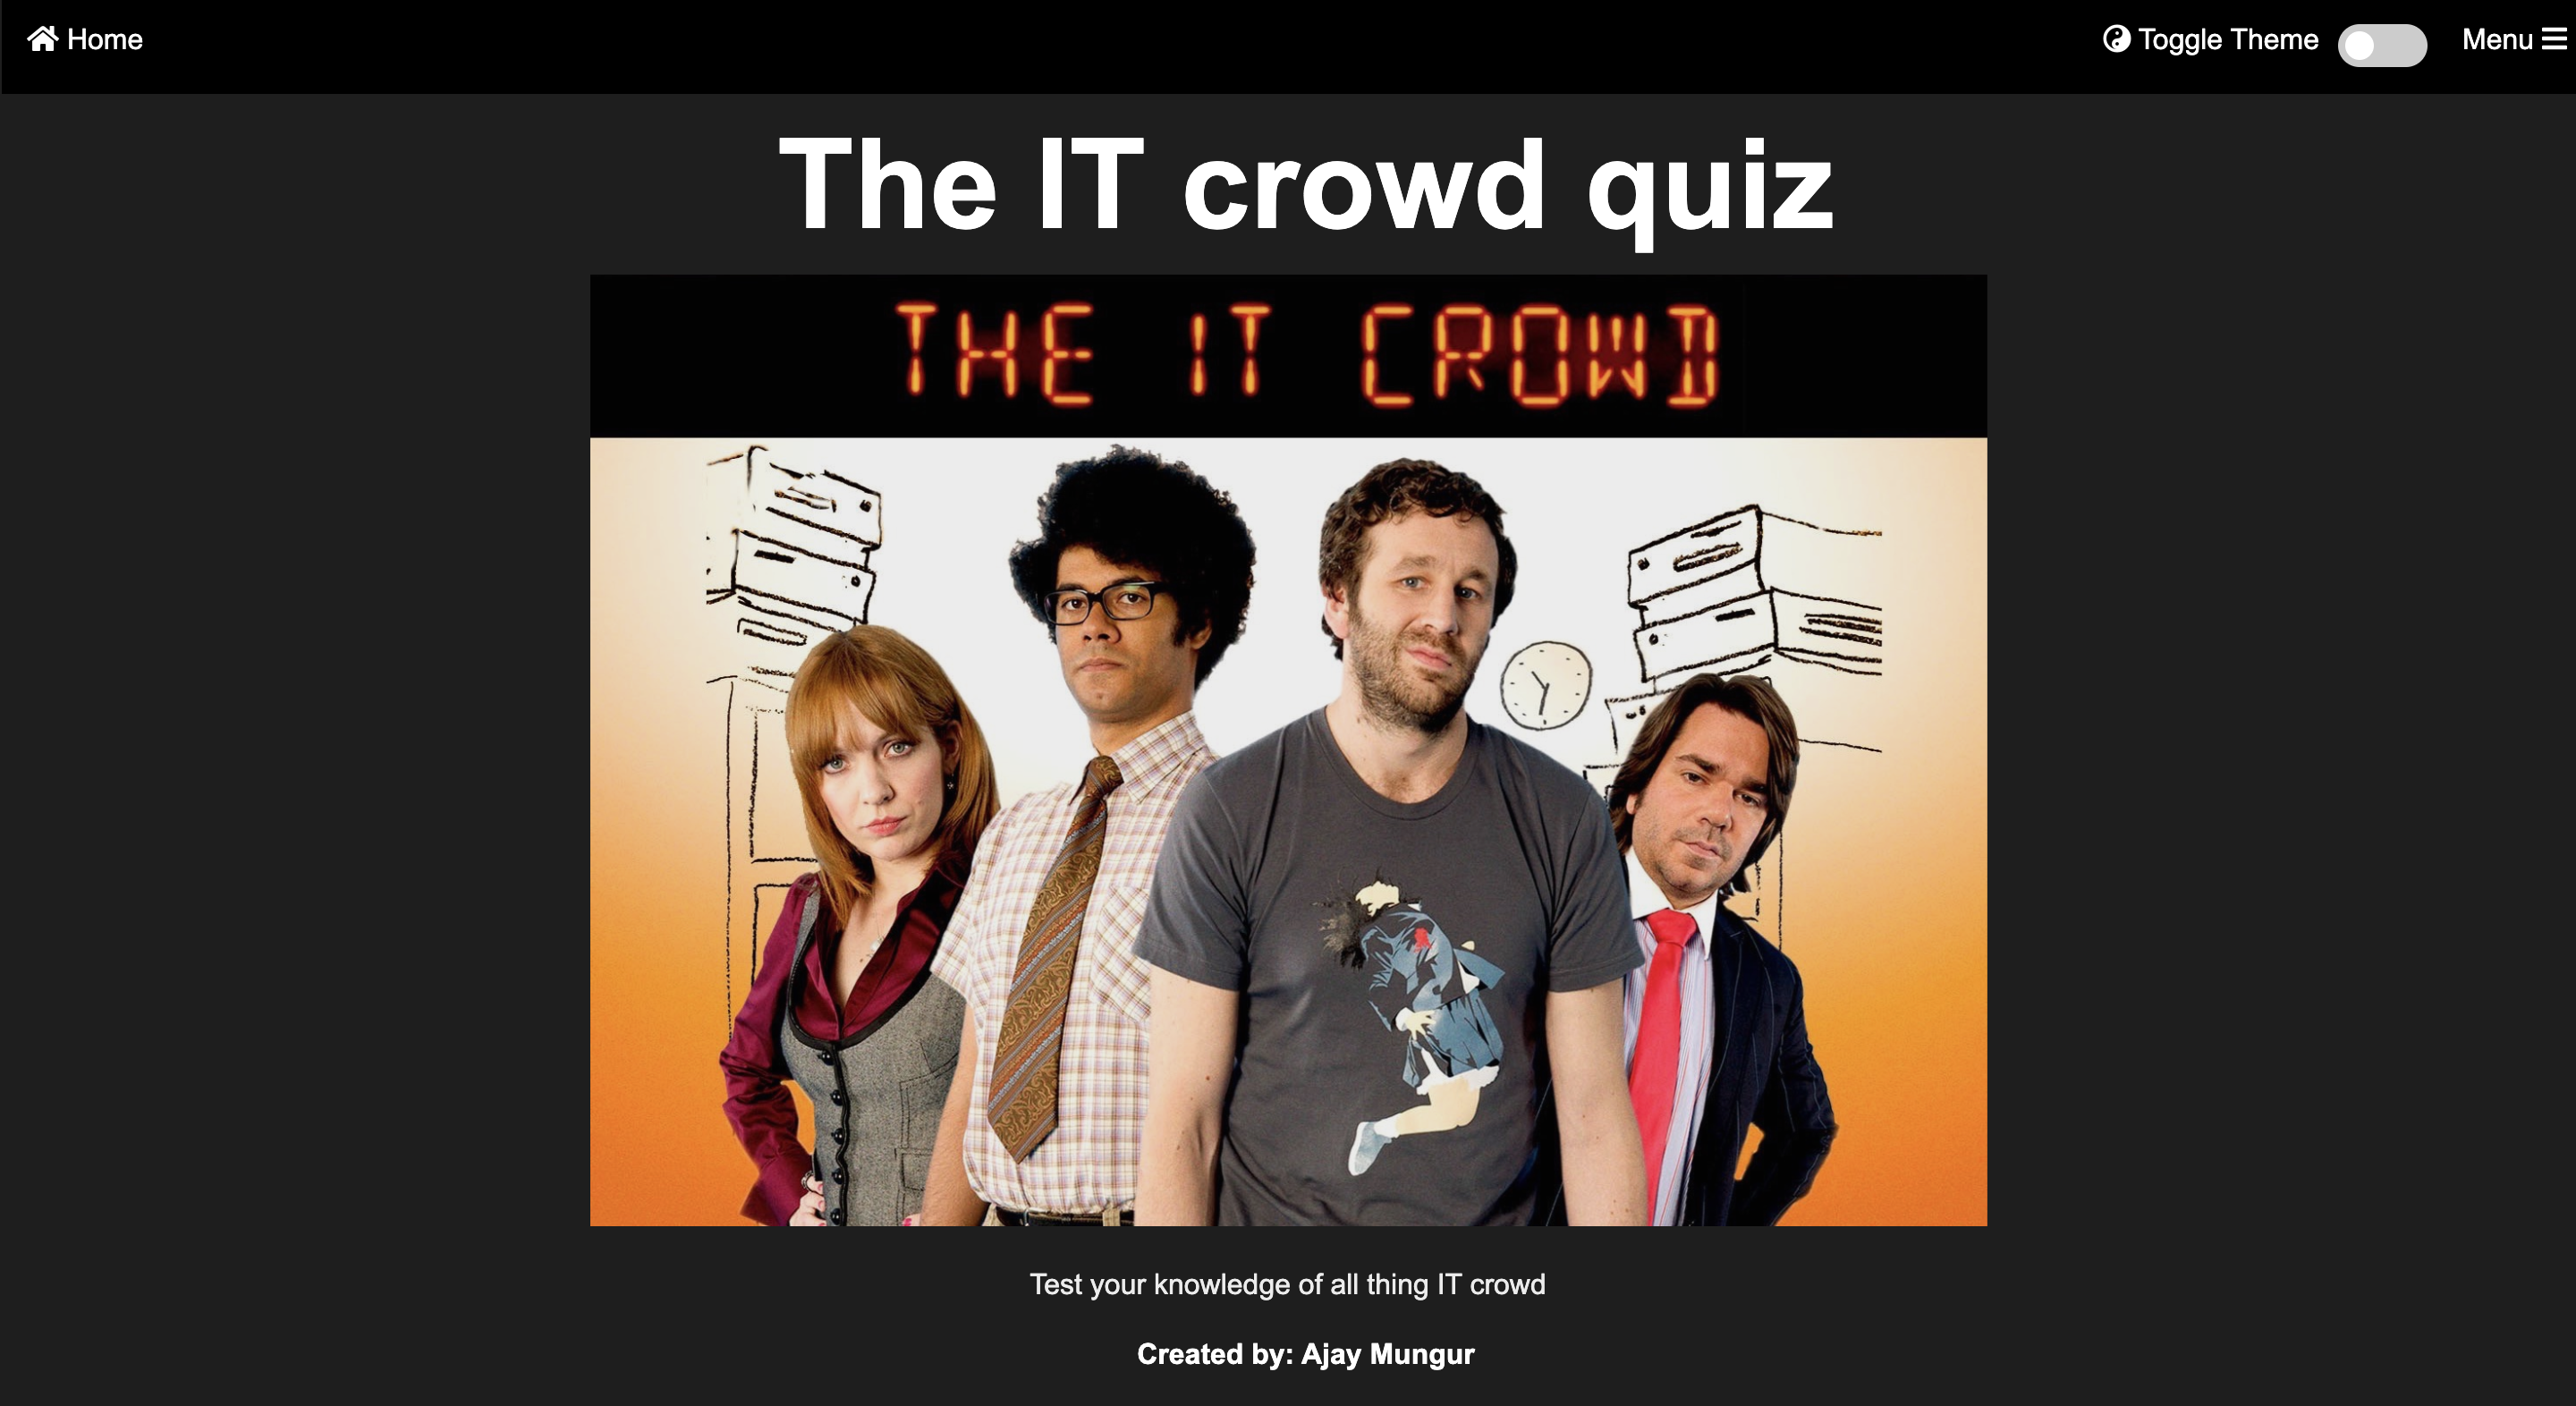 Home
Toggle Theme
Menu
The IT crowd quiz
THE IT CROWD
Test your knowledge of all thing IT crowd
Created by: Ajay Mungur